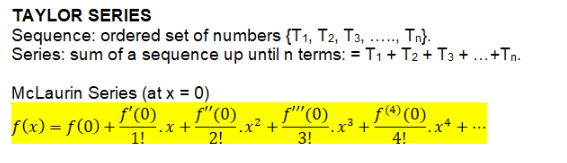 TAYLOR SERIES
Sequence: ordered set of numbers {T₁, T₂, T₃, ....., Tₙ}.
Series: sum of a sequence up until n terms: = T₁ + T₂ + T₃ + ...+Tₙ.
McLaurin Series (at x = 0)
f(x) = f(0) + f′(0)/1! .x + f″(0)/2! .x² + f‴(0)/3! .x³ + f⁽⁴⁾(0)/4! .x⁴ + ⋯